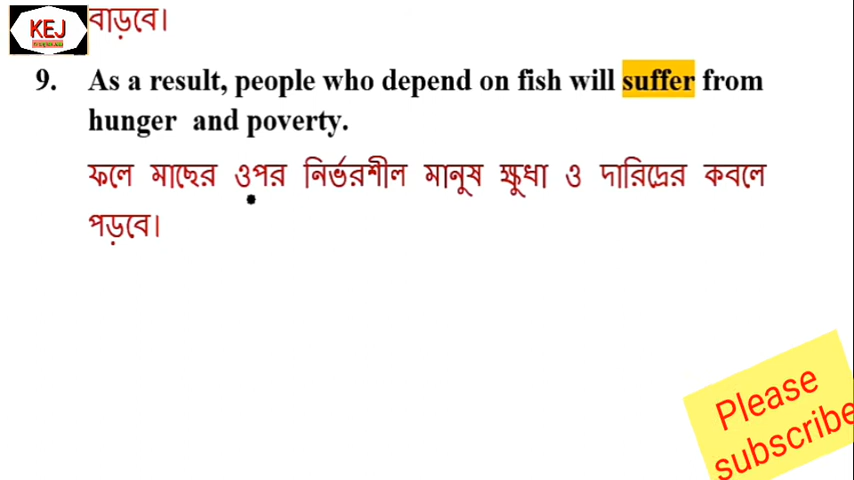 KEJ
বাড়বে।
9. As a result, people who depend on fish will suffer from
hunger and poverty.
ফলে মাছের ওপর নির্ভরশীল মানুষ ক্ষুধা ও দারিদ্রের কবলে
পড়বে।
Please
subscribe